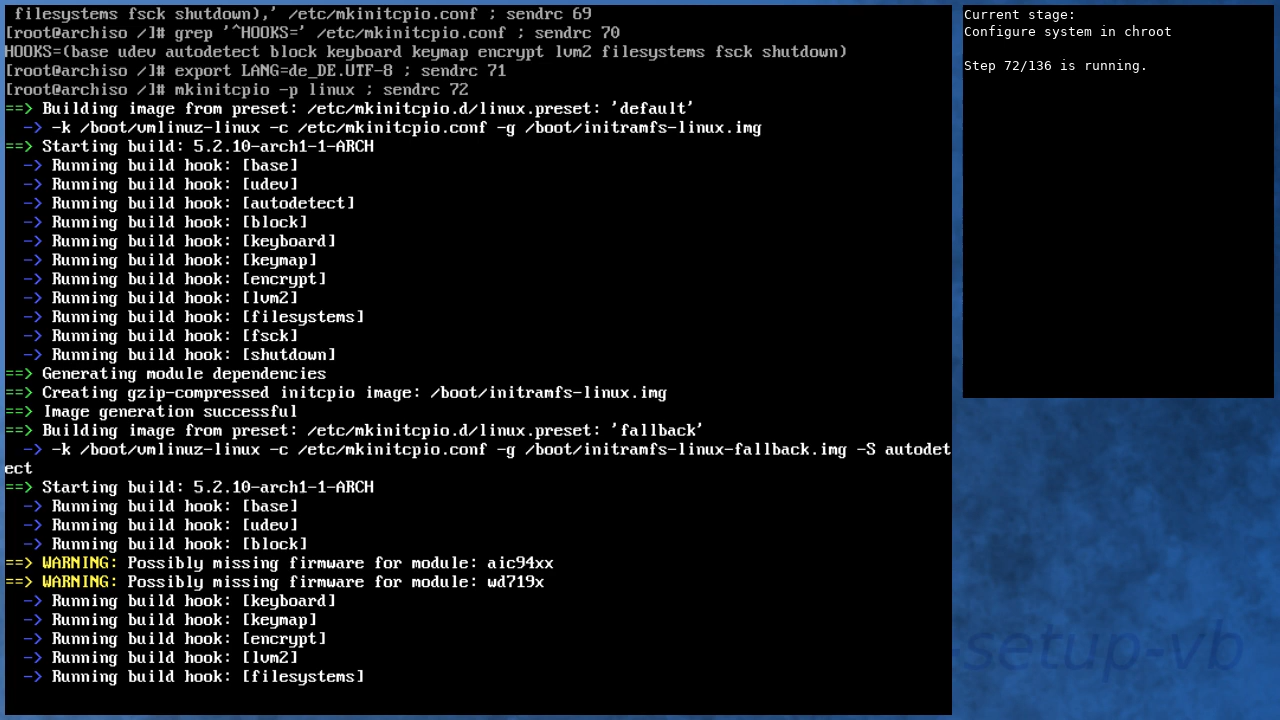 filesystems fsck shutdown),' /etc/mkinitcpio.conf ; sendrc 69
[root@archiso /]# grep '^HOOKS=' /etc/mkinitcpio.conf ; sendrc 70
HOOKS=(base udev autodetect block keyboard keymap encrypt lvm2 filesystems fsck shutdown)
[root@archiso /]# export LANG=de_DE.UTF-8 ; sendrc 71
[root@archiso /]# mkinitcpio -p linux ; sendrc 72
==> Building image from preset: /etc/mkinitcpio.d/linux.preset: 'default'
-> -k /boot/vmlinuz-linux -c /etc/mkinitcpio.conf -g /boot/initramfs-linux.img
==> Starting build: 5.2.10-arch1-1-ARCH
-> Running build hook: [base]
-> Running build hook: [udev]
-> Running build hook: [autodetect]
-> Running build hook: [block]
-> Running build hook: [keyboard]
-> Running build hook: [keymap]
-> Running build hook: [encrypt]
-> Running build hook: [lvm2]
-> Running build hook: [filesystems]
-> Running build hook: [fsck]
-> Running build hook: [shutdown]
==> Generating module dependencies
==> Creating gzip-compressed initcpio image: /boot/initramfs-linux.img
==> Image generation successful
==> Building image from preset: /etc/mkinitcpio.d/linux.preset: 'fallback'
-> -k /boot/vmlinuz-linux -c /etc/mkinitcpio.conf -g /boot/initramfs-linux-fallback.img -S autodet
ect
==> Starting build: 5.2.10-arch1-1-ARCH
-> Running build hook: [base]
-> Running build hook: [udev]
-> Running build hook: [block]
==> WARNING: Possibly missing firmware for module: aic94xx
==> WARNING: Possibly missing firmware for module: wd719x
-> Running build hook: [keyboard]
-> Running build hook: [keymap]
-> Running build hook: [encrypt]
-> Running build hook: [lvm2]
-> Running build hook: [filesystems]
Current stage:
Configure system in chroot
Step 72/136 is running.
-setup-vb